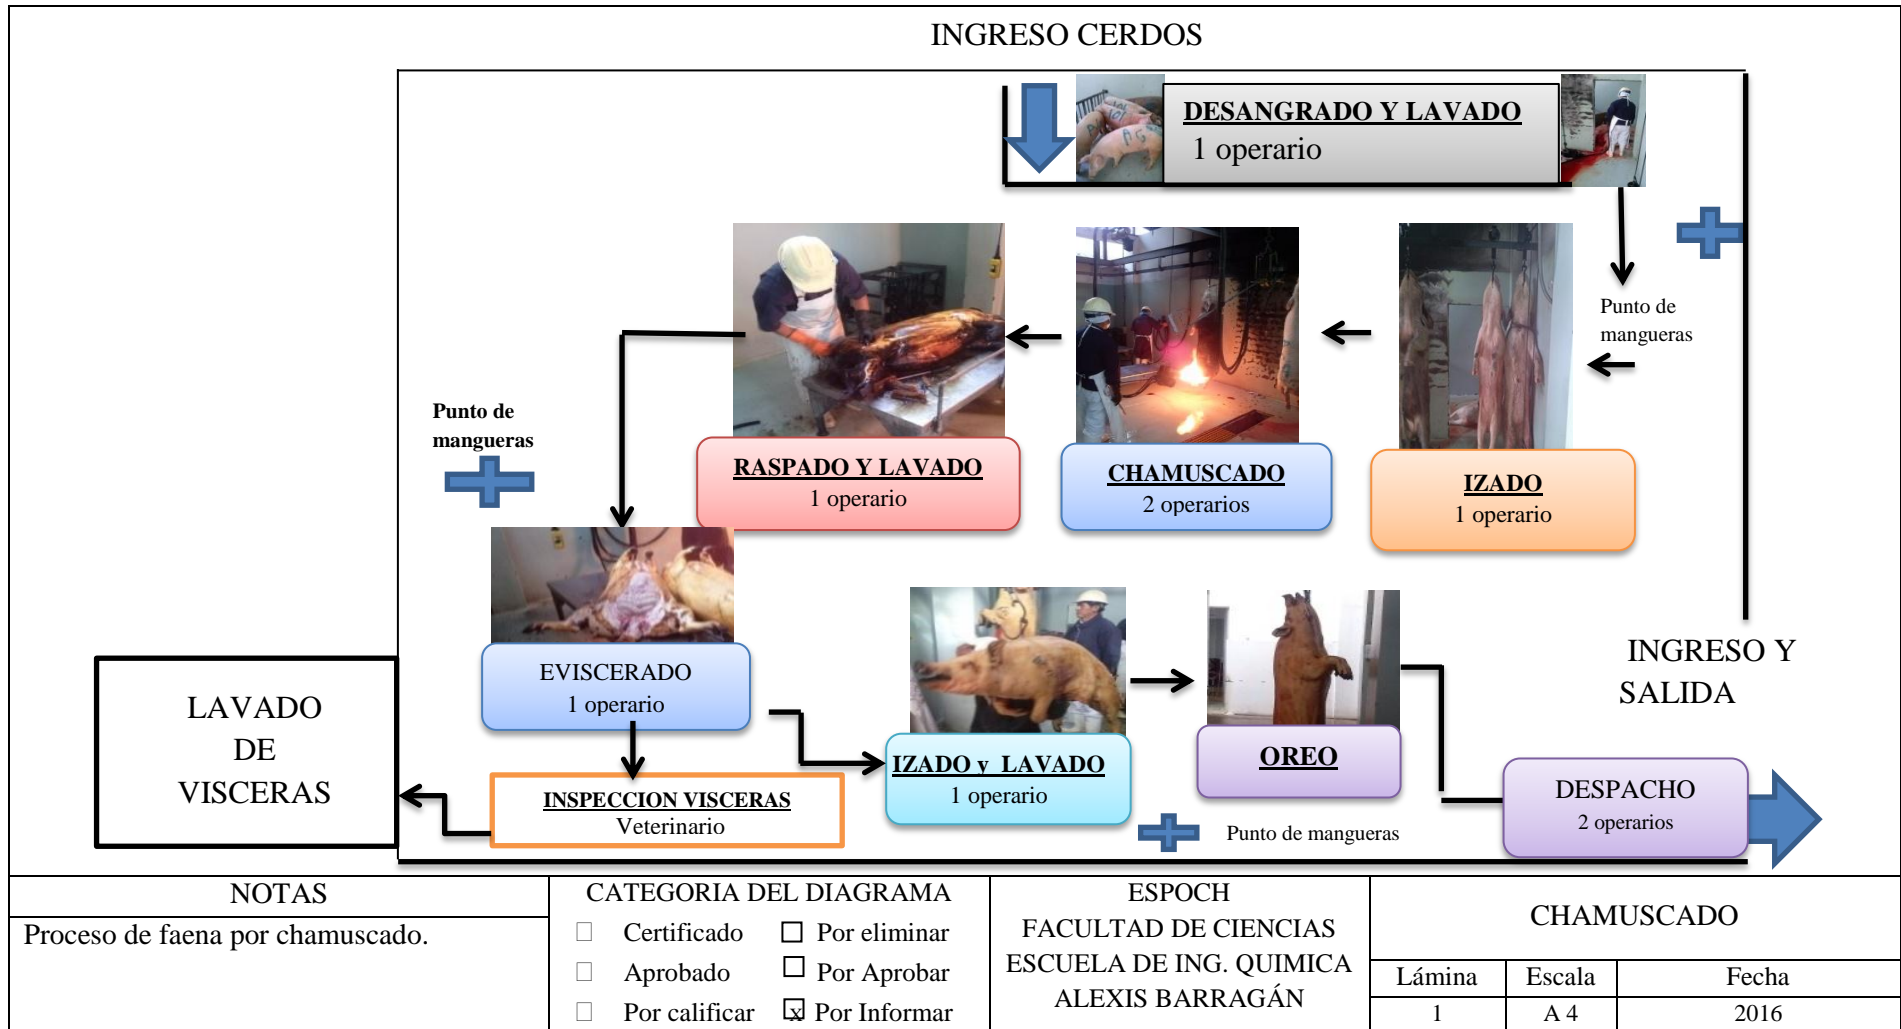 INGRESO CERDOS
DESANGRADO Y LAVADO
1 operario
Punto de
mangueras
RASPADO Y LAVADO
1 operario
CHAMUSCADO
2 operarios
IZADO
1 operario
Punto de
mangueras
EVISCERADO
1 operario
INGRESO Y
SALIDA
LAVADO
DE
VISCERAS
IZADO y LAVADO
1 operario
OREO
DESPACHO
2 operarios
INSPECCION VISCERAS
Veterinario
Punto de mangueras
NOTAS
Proceso de faena por chamuscado.
CATEGORIA DEL DIAGRAMA
Certificado
Por eliminar
Aprobado
Por Aprobar
Por calificar
x Por Informar
ESPOCH
FACULTAD DE CIENCIAS
ESCUELA DE ING. QUIMICA
ALEXIS BARRAGÁN
CHAMUSCADO
Lámina
Escala
Fecha
1
A 4
2016